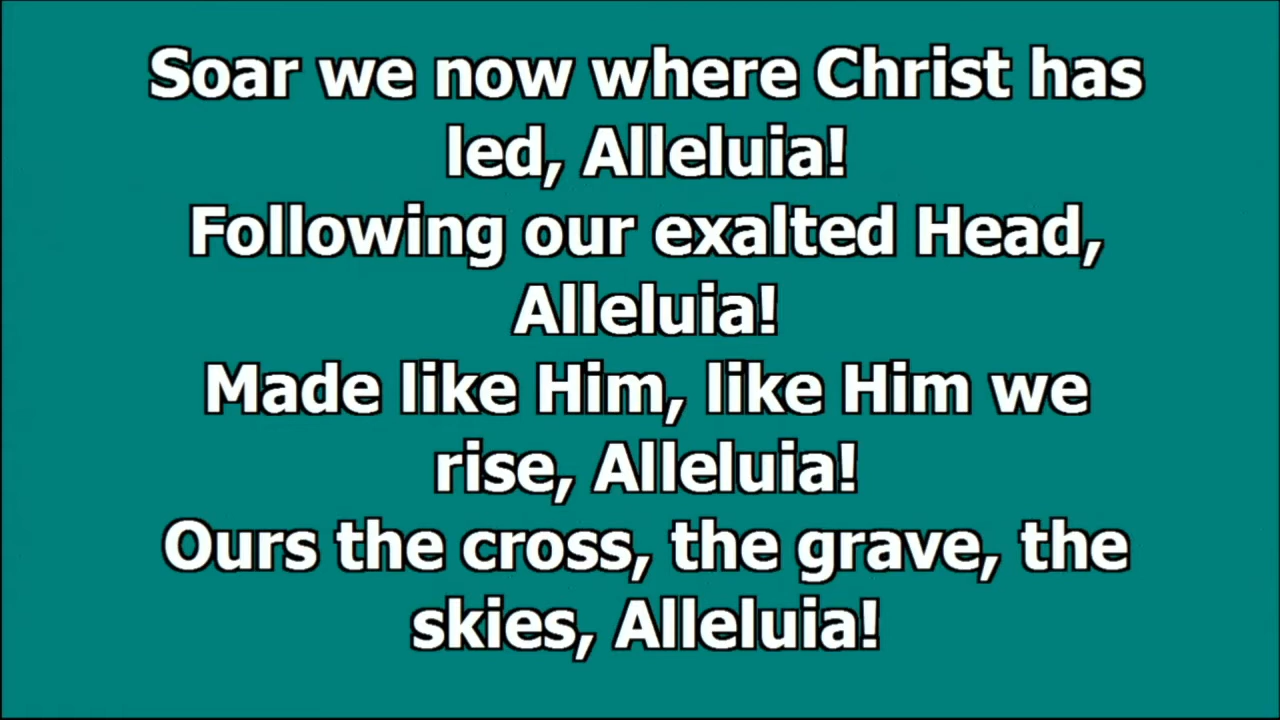 Soar we now where Christ has
led, Alleluia!
Following our exalted Head,
Alleluia!
Made like Him, like Him we
rise, Alleluia!
Ours the cross, the grave, the
skies, Alleluia!